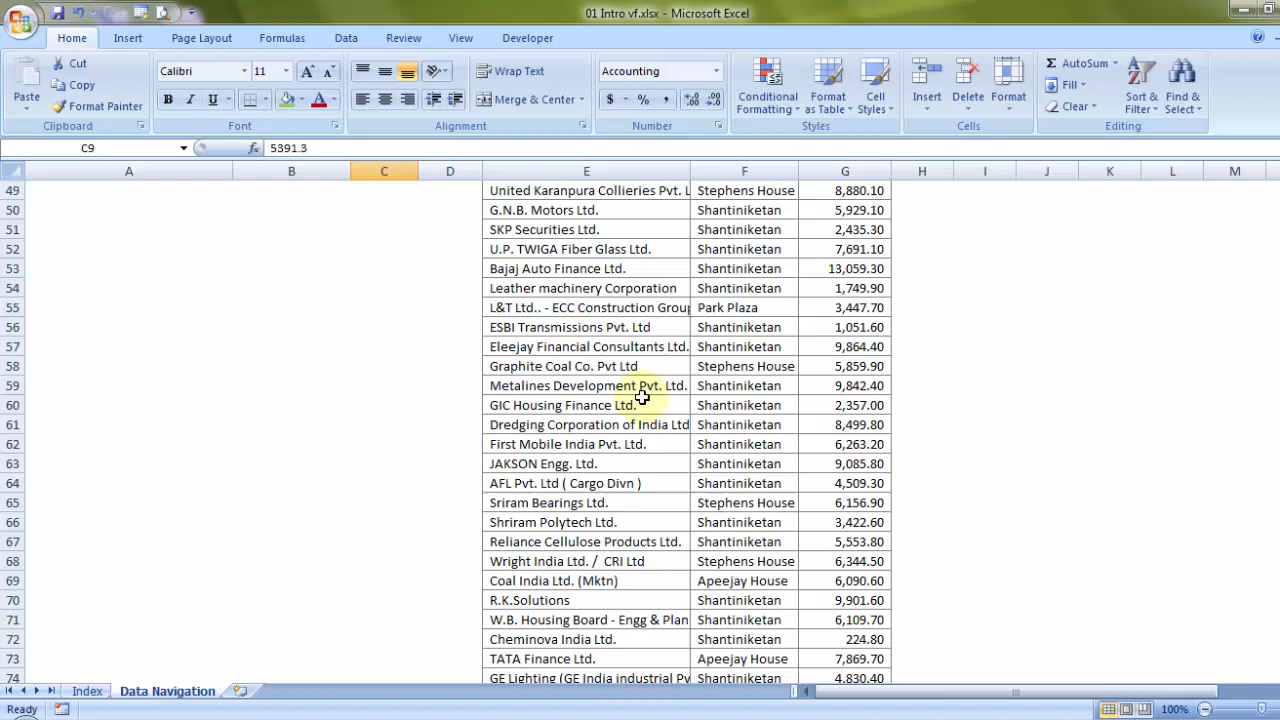 01 Intro vf.xlsx - Microsoft Excel
Home Insert Page Layout Formulas Data Review View Developer
Cut
Copy
Format Painter
Paste
Clipboard
Calibri 11
B I U
Font
Wrap Text
Merge & Center
Alignment
Accounting
$ % ,
Number
Conditional Formatting
Format as Table
Cell Styles
Styles
Insert
Delete
Format
Cells
Σ AutoSum
Fill
Clear
Sort & Filter
Find & Select
Editing
C9 fx 5391.3
A B C D E F G H I J K L M
49 United Karanpura Collieries Pvt. L Stephens House 8,880.10
50 G.N.B. Motors Ltd. Shantiniketan 5,929.10
51 SKP Securities Ltd. Shantiniketan 2,435.30
52 U.P. TWIGA Fiber Glass Ltd. Shantiniketan 7,691.10
53 Bajaj Auto Finance Ltd. Shantiniketan 13,059.30
54 Leather machinery Corporation Shantiniketan 1,749.90
55 L&T Ltd.. - ECC Construction Group Park Plaza 3,447.70
56 ESBI Transmissions Pvt. Ltd Shantiniketan 1,051.60
57 Eleejay Financial Consultants Ltd. Shantiniketan 9,864.40
58 Graphite Coal Co. Pvt Ltd Stephens House 5,859.90
59 Metalines Development Pvt. Ltd. Shantiniketan 9,842.40
60 GIC Housing Finance Ltd. Shantiniketan 2,357.00
61 Dredging Corporation of India Ltd Shantiniketan 8,499.80
62 First Mobile India Pvt. Ltd. Shantiniketan 6,263.20
63 JAKSON Engg. Ltd. Shantiniketan 9,085.80
64 AFL Pvt. Ltd ( Cargo Divn ) Shantiniketan 4,509.30
65 Sriram Bearings Ltd. Stephens House 6,156.90
66 Shriram Polytech Ltd. Shantiniketan 3,422.60
67 Reliance Cellulose Products Ltd. Shantiniketan 5,553.80
68 Wright India Ltd. / CRI Ltd Stephens House 6,344.50
69 Coal India Ltd. (Mktn) Apeejay House 6,090.60
70 R.K.Solutions Shantiniketan 9,901.60
71 W.B. Housing Board - Engg & Plan Shantiniketan 6,109.70
72 Cheminova India Ltd. Shantiniketan 224.80
73 TATA Finance Ltd. Apeejay House 7,869.70
74 GE Lighting (GE India industrial Pv Shantiniketan 4,830.40
Index Data Navigation
Ready 100%